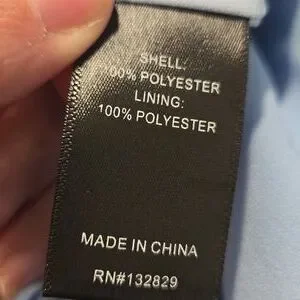 SHELL:
100% POLYESTER
LINING:
100% POLYESTER
MADE IN CHINA
RN#132829